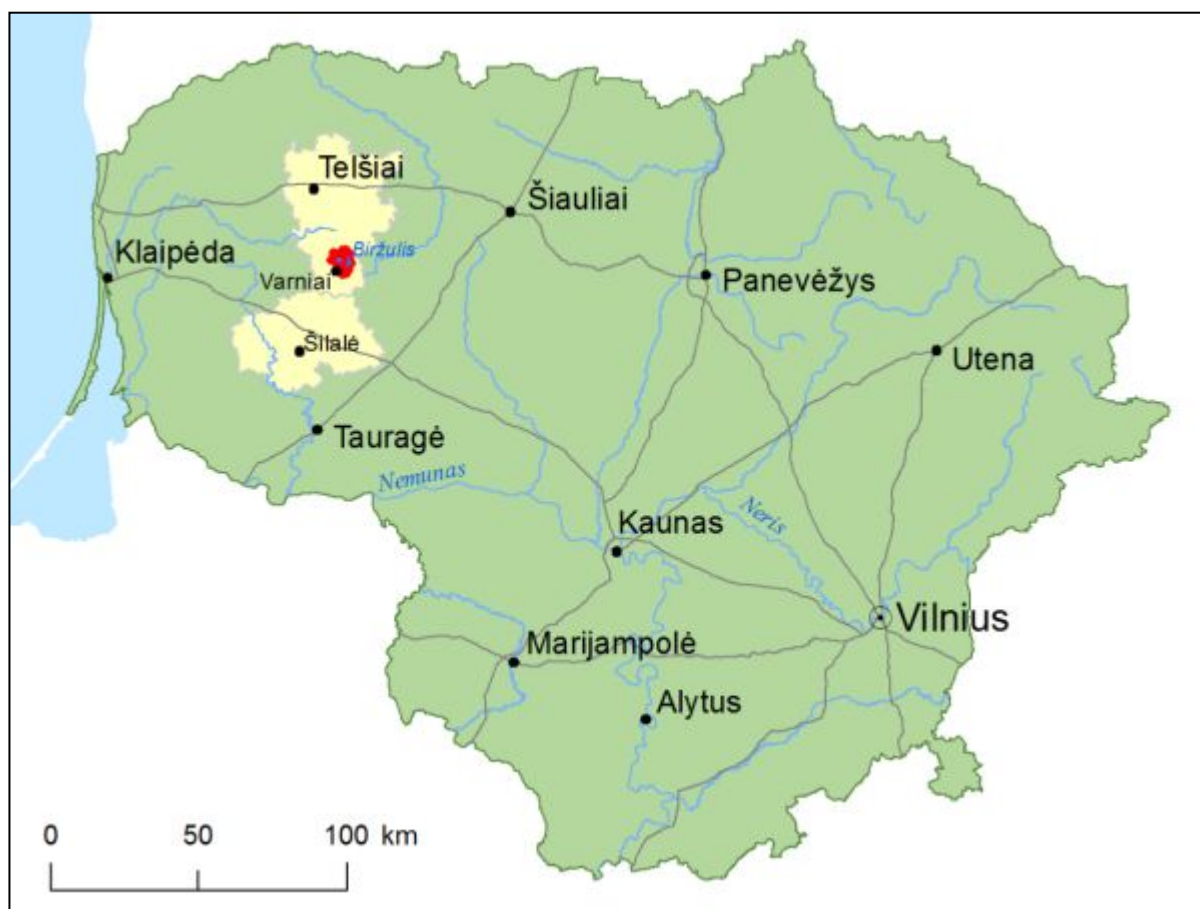 Telšiai
Šiauliai
Biržulis
Klaipėda
Varniai
Panevėžys
Šilalė
Utena
Tauragė
Nemunas
Neris
Kaunas
Vilnius
Marijampolė
Alytus
0 50 100 km